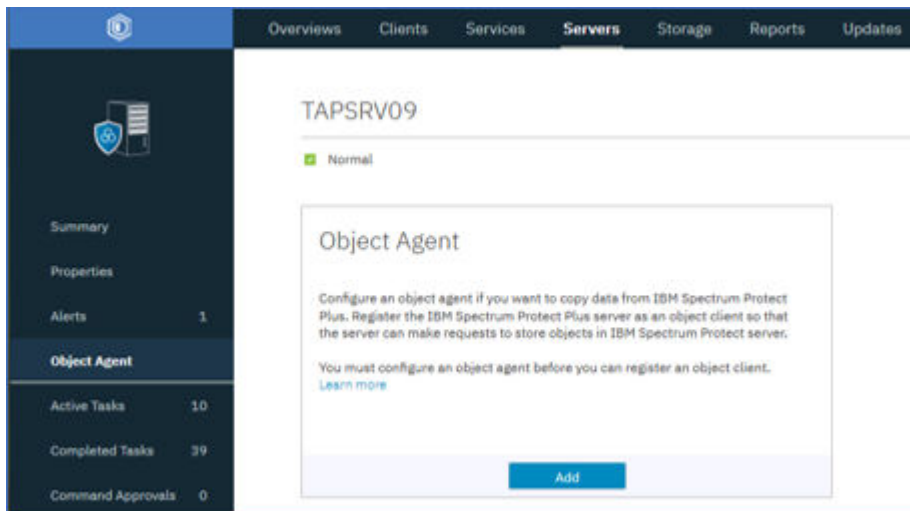 Overviews Clients Services Servers Storage Reports Updates
TAPSRV09
Normal
Summary
Properties
Alerts 1
Object Agent
Active Tasks 10
Completed Tasks 39
Command Approvals 0
Object Agent
Configure an object agent if you want to copy data from IBM Spectrum Protect
Plus. Register the IBM Spectrum Protect Plus server as an object client so that
the server can make requests to store objects in IBM Spectrum Protect server.
You must configure an object agent before you can register an object client.
Learn more
Add